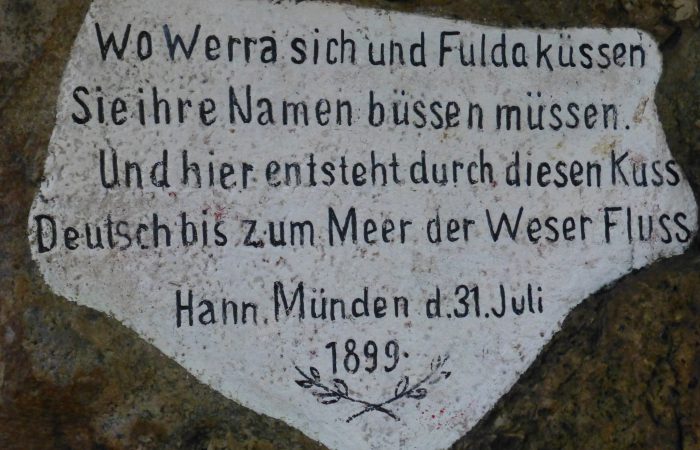 Wo Werra sich und Fulda küssen
Sie ihre Namen büssen müssen.
Und hier entsteht durch diesen Kuss
Deutsch bis zum Meer der Weser Fluss
Hann. Münden d.31.Juli
1899.